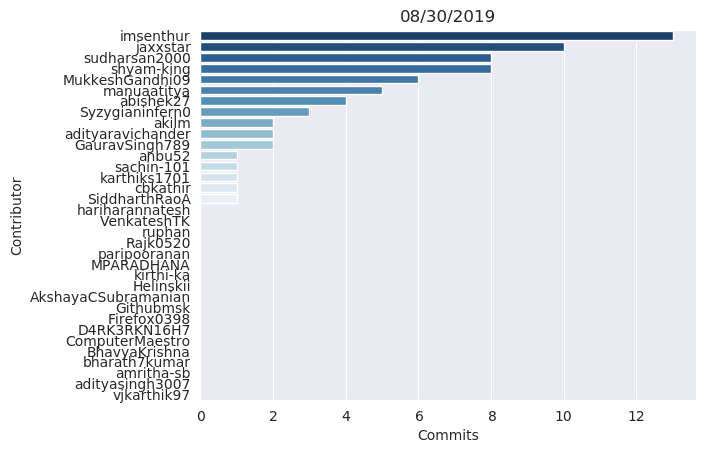 08/30/2019
imsenthur
jaxxstar
sudharsan2000
shyam-king
MukkeshGandhi09
manuaatitya
abishek27
Syzygianinfern0
akilm
adityaravichander
GauravSingh789
anbu52
sachin-101
karthiks1701
cbkathir
SiddharthRaoA
hariharannatesh
VenkateshTK
ruphan
Rajk0520
paripooranan
MPARADHANA
kirthi-ka
Helinskii
AkshayaCSubramanian
Githubmsk
Firefox0398
D4RK3RKN16H7
ComputerMaestro
BhavyaKrishna
bharath7kumar
amritha-sb
adityasingh3007
vjkarthik97
Contributor
0 2 4 6 8 10 12
Commits